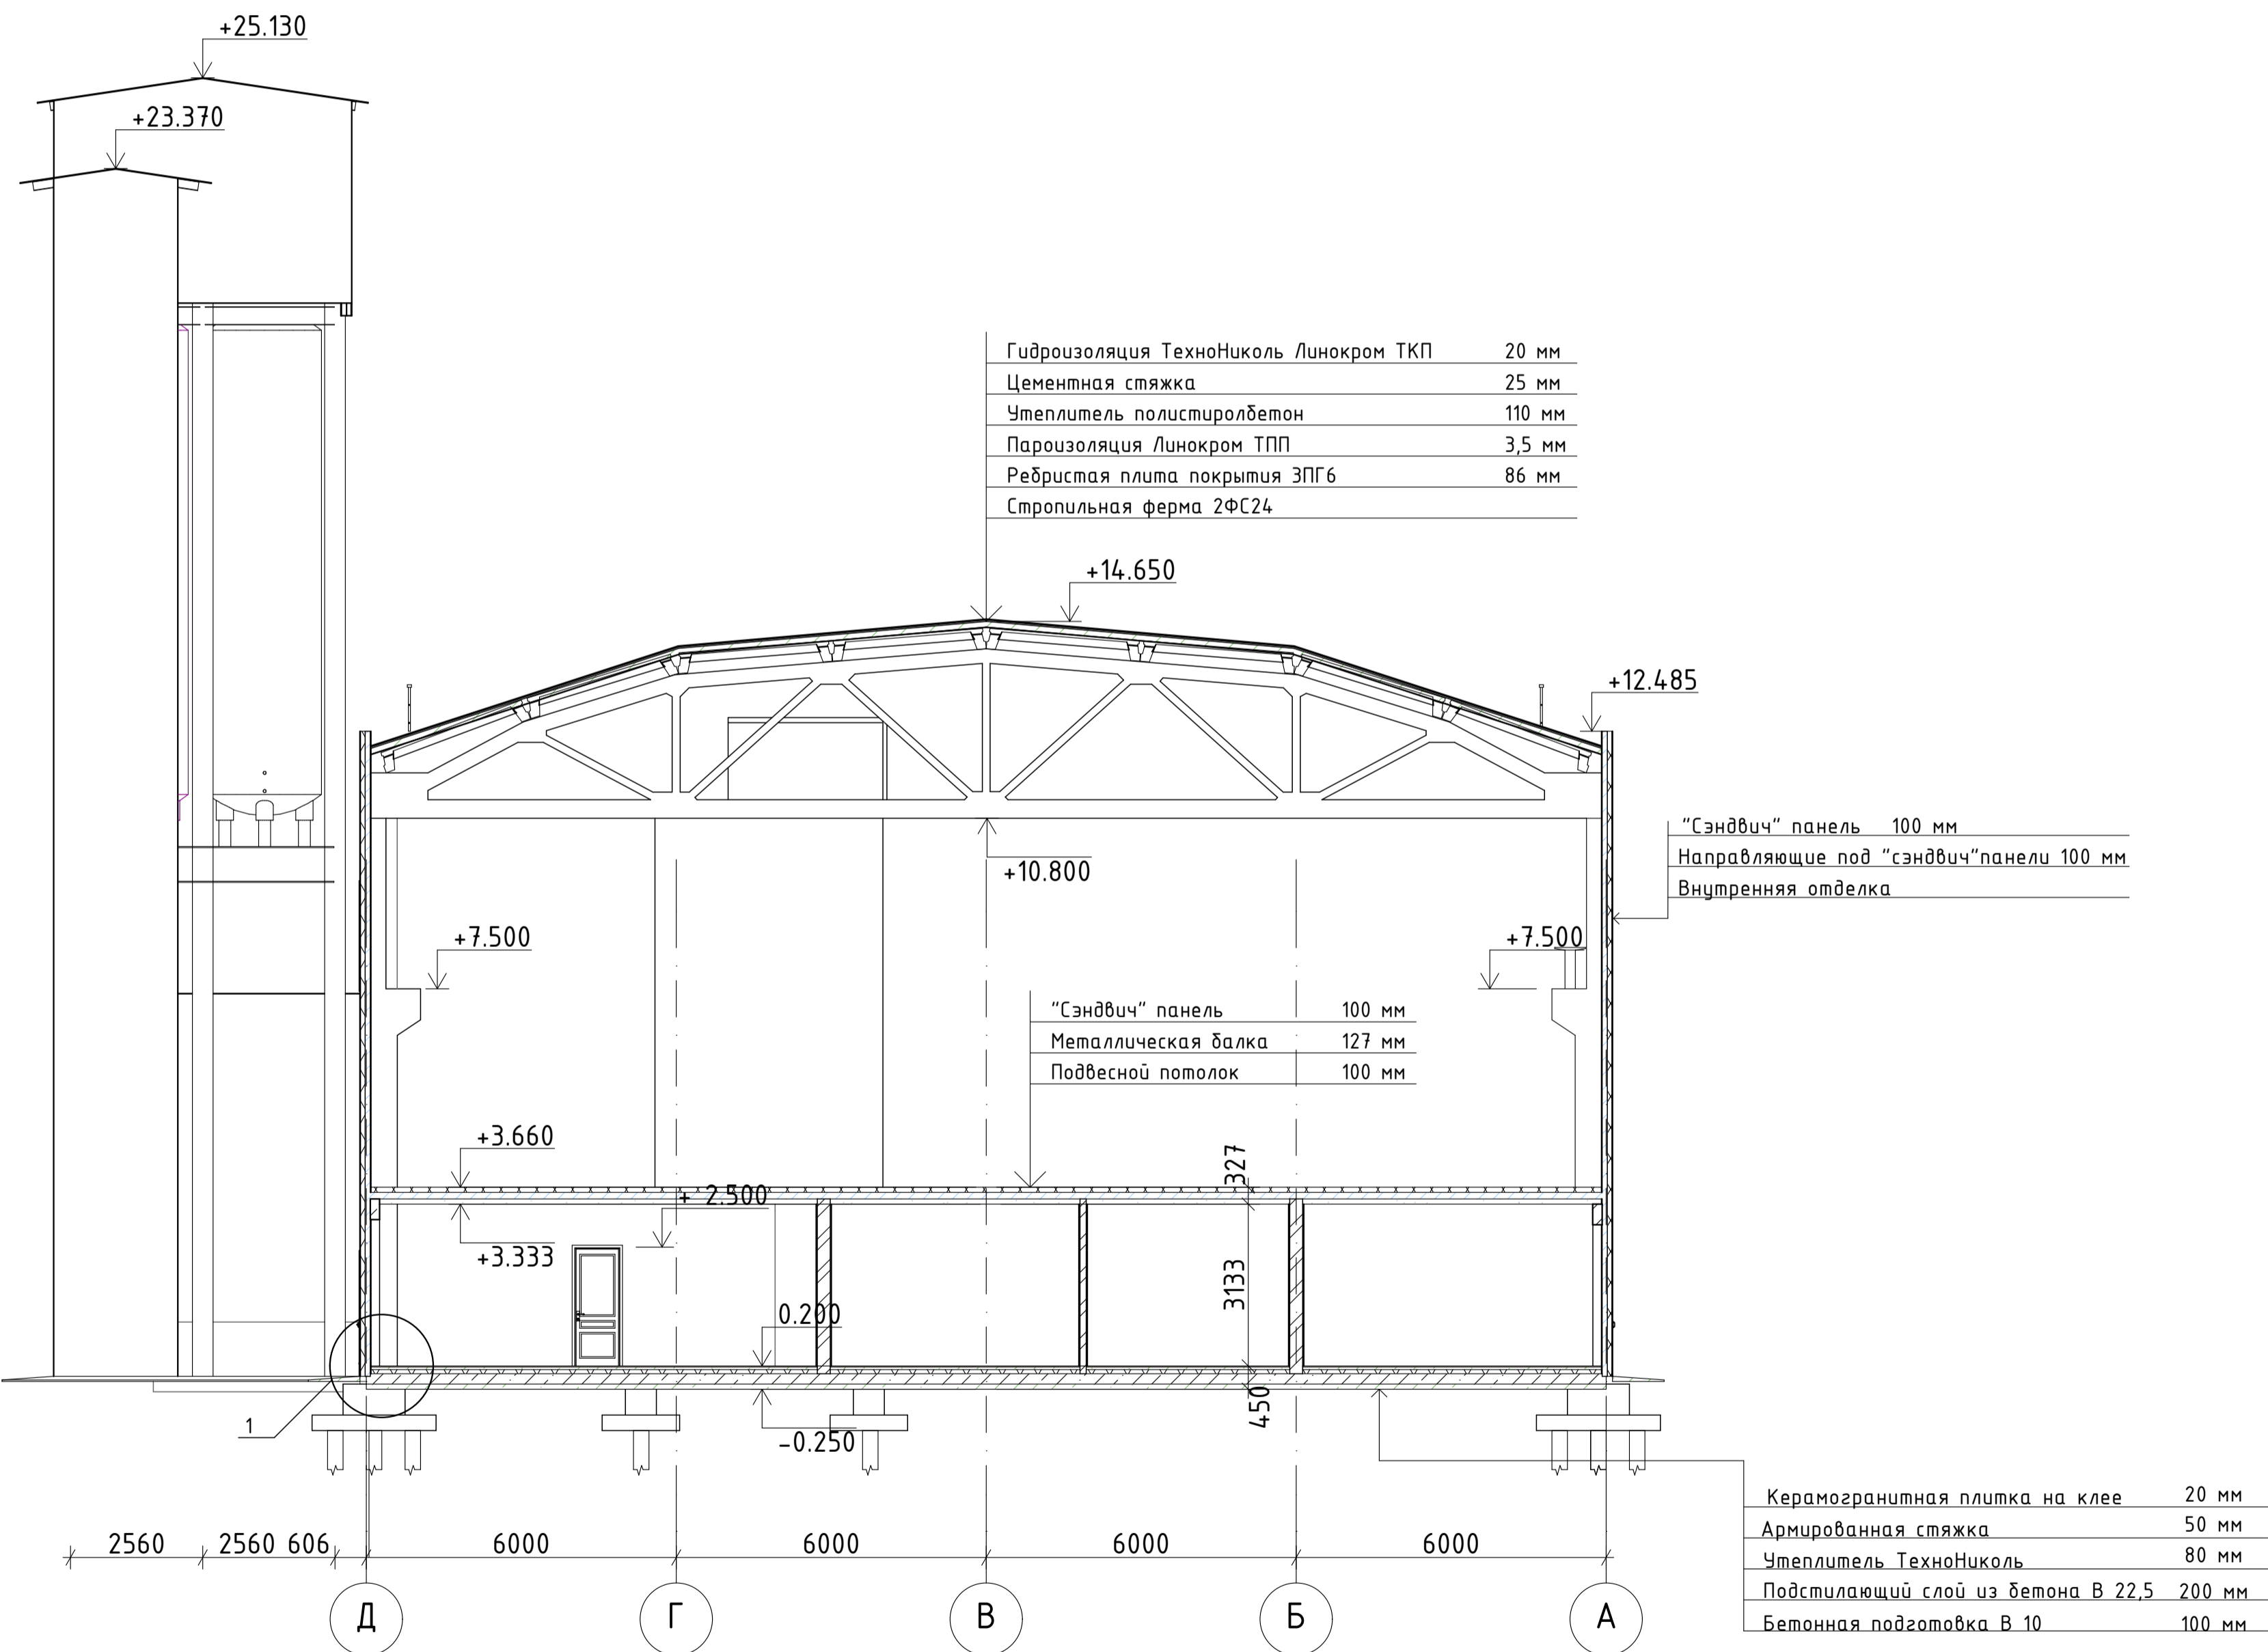 +25.130
+23.370
Гидроизоляция ТехноНиколь Линокром ТКП 20 мм
Цементная стяжка 25 мм
Утеплитель полистиролбетон 110 мм
Пароизоляция Линокром ТПП 3,5 мм
Ребристая плита покрытия 3ПГ6 86 мм
Стропильная ферма 2ФС24
+14.650
+12.485
"Сэндвич" панель 100 мм
Направляющие под "сэндвич"панели 100 мм
Внутренняя отделка
+10.800
+7.500
+7.500
"Сэндвич" панель 100 мм
Металлическая балка 127 мм
Подвесной потолок 100 мм
+3.660
327
+ 2.500
+3.333
3133
0.200
450
1
-0.250
Керамогранитная плитка на клее 20 мм
Армированная стяжка 50 мм
Утеплитель ТехноНиколь 80 мм
Подстилающий слой из бетона В 22,5 200 мм
Бетонная подготовка В 10 100 мм
2560 2560 606 6000 6000 6000 6000
Д Г В Б А